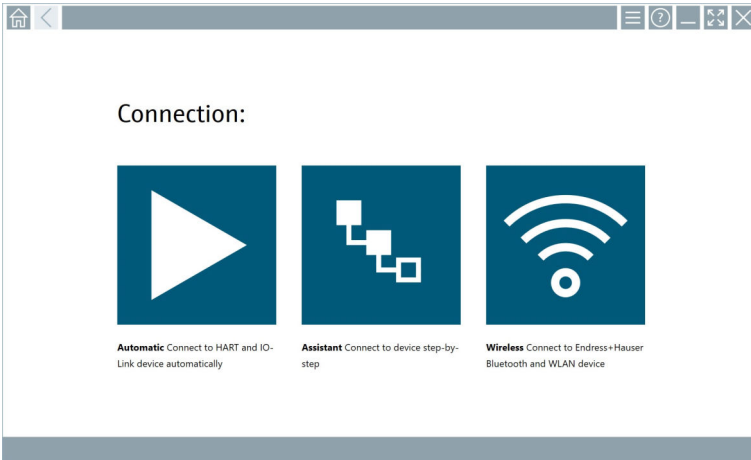 Connection:
Automatic Connect to HART and IO-
Link device automatically
Assistant Connect to device step-by-
step
Wireless Connect to Endress+Hauser
Bluetooth and WLAN device